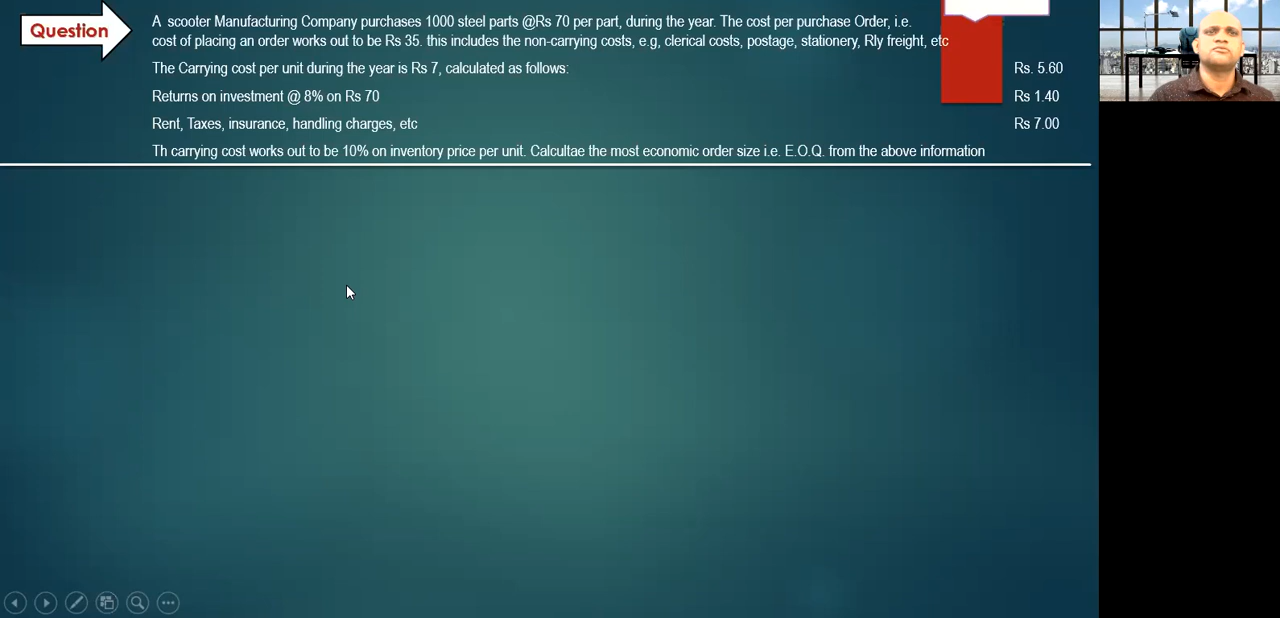 Question
A scooter Manufacturing Company purchases 1000 steel parts @Rs 70 per part, during the year. The cost per purchase Order, i.e.
cost of placing an order works out to be Rs 35. this includes the non-carrying costs, e.g, clerical costs, postage, stationery, Rly freight, etc
The Carrying cost per unit during the year is Rs 7, calculated as follows: Rs. 5.60
Returns on investment @ 8% on Rs 70 Rs 1.40
Rent, Taxes, insurance, handling charges, etc Rs 7.00
Th carrying cost works out to be 10% on inventory price per unit. Calcultae the most economic order size i.e. E.O.Q. from the above information